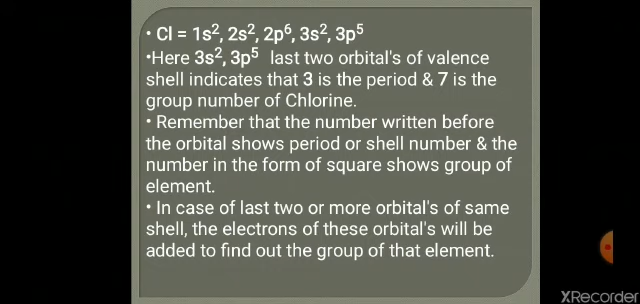 • Cl = 1s², 2s², 2p⁶, 3s², 3p⁵
•Here 3s², 3p⁵ last two orbital's of valence
shell indicates that 3 is the period & 7 is the
group number of Chlorine.
• Remember that the number written before
the orbital shows period or shell number & the
number in the form of square shows group of
element.
• In case of last two or more orbital's of same
shell, the electrons of these orbital's will be
added to find out the group of that element.
XRecorder